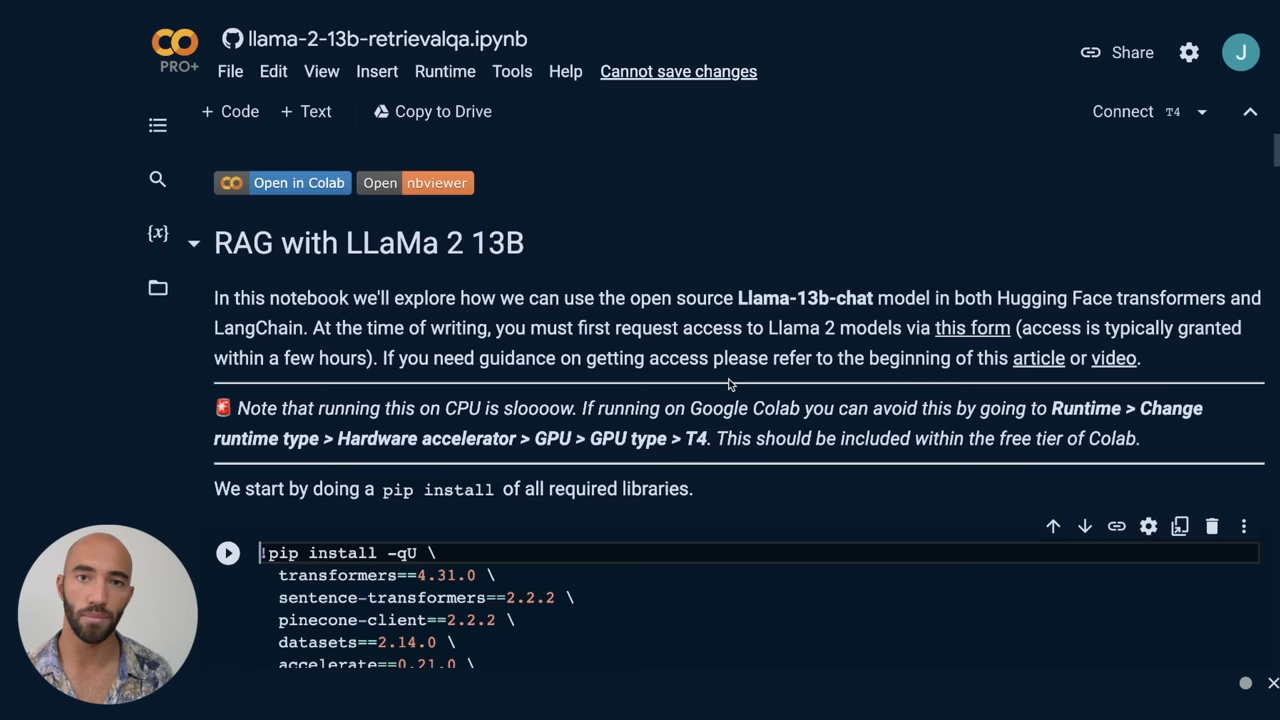 llama-2-13b-retrievalqa.ipynb
PRO+
File Edit View Insert Runtime Tools Help Cannot save changes
Share
J
+ Code + Text Copy to Drive
Connect T4
Open in Colab Open nbviewer
{x}
RAG with LLaMa 2 13B
In this notebook we'll explore how we can use the open source Llama-13b-chat model in both Hugging Face transformers and
LangChain. At the time of writing, you must first request access to Llama 2 models via this form (access is typically granted
within a few hours). If you need guidance on getting access please refer to the beginning of this article or video.
🚨 Note that running this on CPU is sloooow. If running on Google Colab you can avoid this by going to Runtime > Change
runtime type > Hardware accelerator > GPU > GPU type > T4. This should be included within the free tier of Colab.
We start by doing a pip install of all required libraries.
!pip install -qU \
transformers==4.31.0 \
sentence-transformers==2.2.2 \
pinecone-client==2.2.2 \
datasets==2.14.0 \
accelerate==0.21.0 \